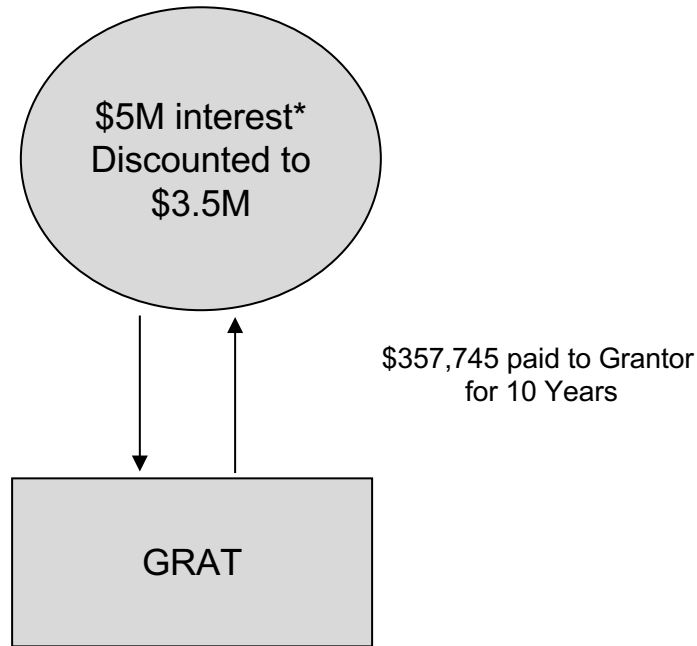 $5M interest*
Discounted to
$3.5M
$357,745 paid to Grantor
for 10 Years
GRAT